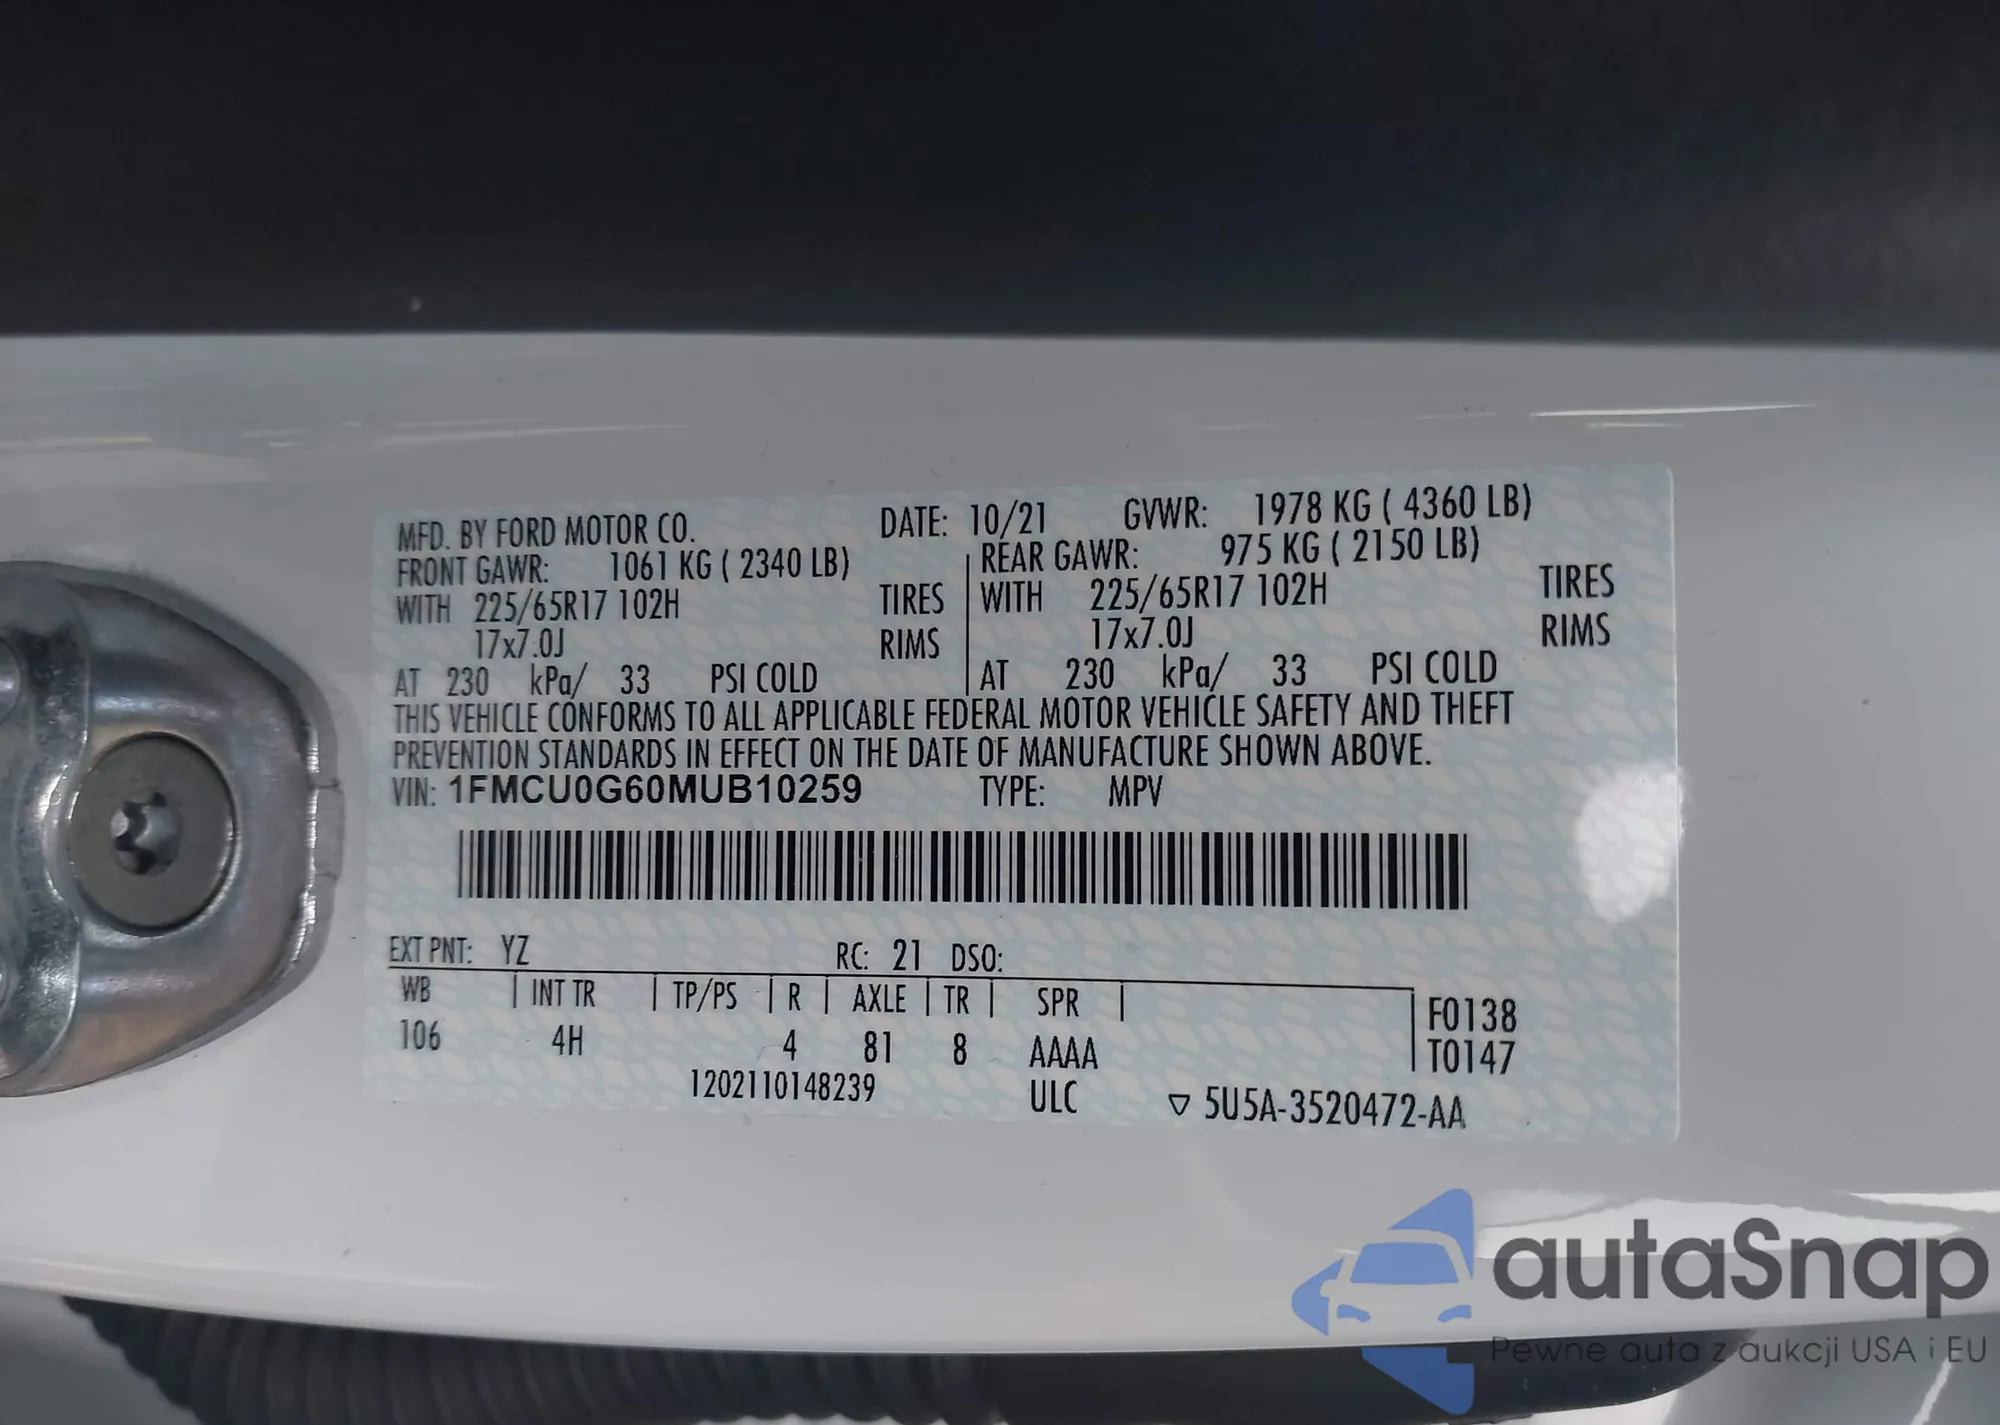 MFD. BY FORD MOTOR CO. DATE: 10/21 GVWR: 1978 KG ( 4360 LB)
FRONT GAWR: 1061 KG ( 2340 LB) REAR GAWR: 975 KG ( 2150 LB)
WITH 225/65R17 102H TIRES WITH 225/65R17 102H TIRES
17x7.0J RIMS 17x7.0J RIMS
AT 230 kPa/ 33 PSI COLD AT 230 kPa/ 33 PSI COLD
THIS VEHICLE CONFORMS TO ALL APPLICABLE FEDERAL MOTOR VEHICLE SAFETY AND THEFT
PREVENTION STANDARDS IN EFFECT ON THE DATE OF MANUFACTURE SHOWN ABOVE.
VIN: 1FMCU0G60MUB10259 TYPE: MPV
EXT PNT: YZ RC: 21 DSO:
WB INT TR TP/PS R AXLE TR SPR F0138
106 4H 4 81 8 AAAA T0147
1202110148239 ULC ▽ 5U5A-3520472-AA
autaSnap
Pewne auta z aukcji USA i EU